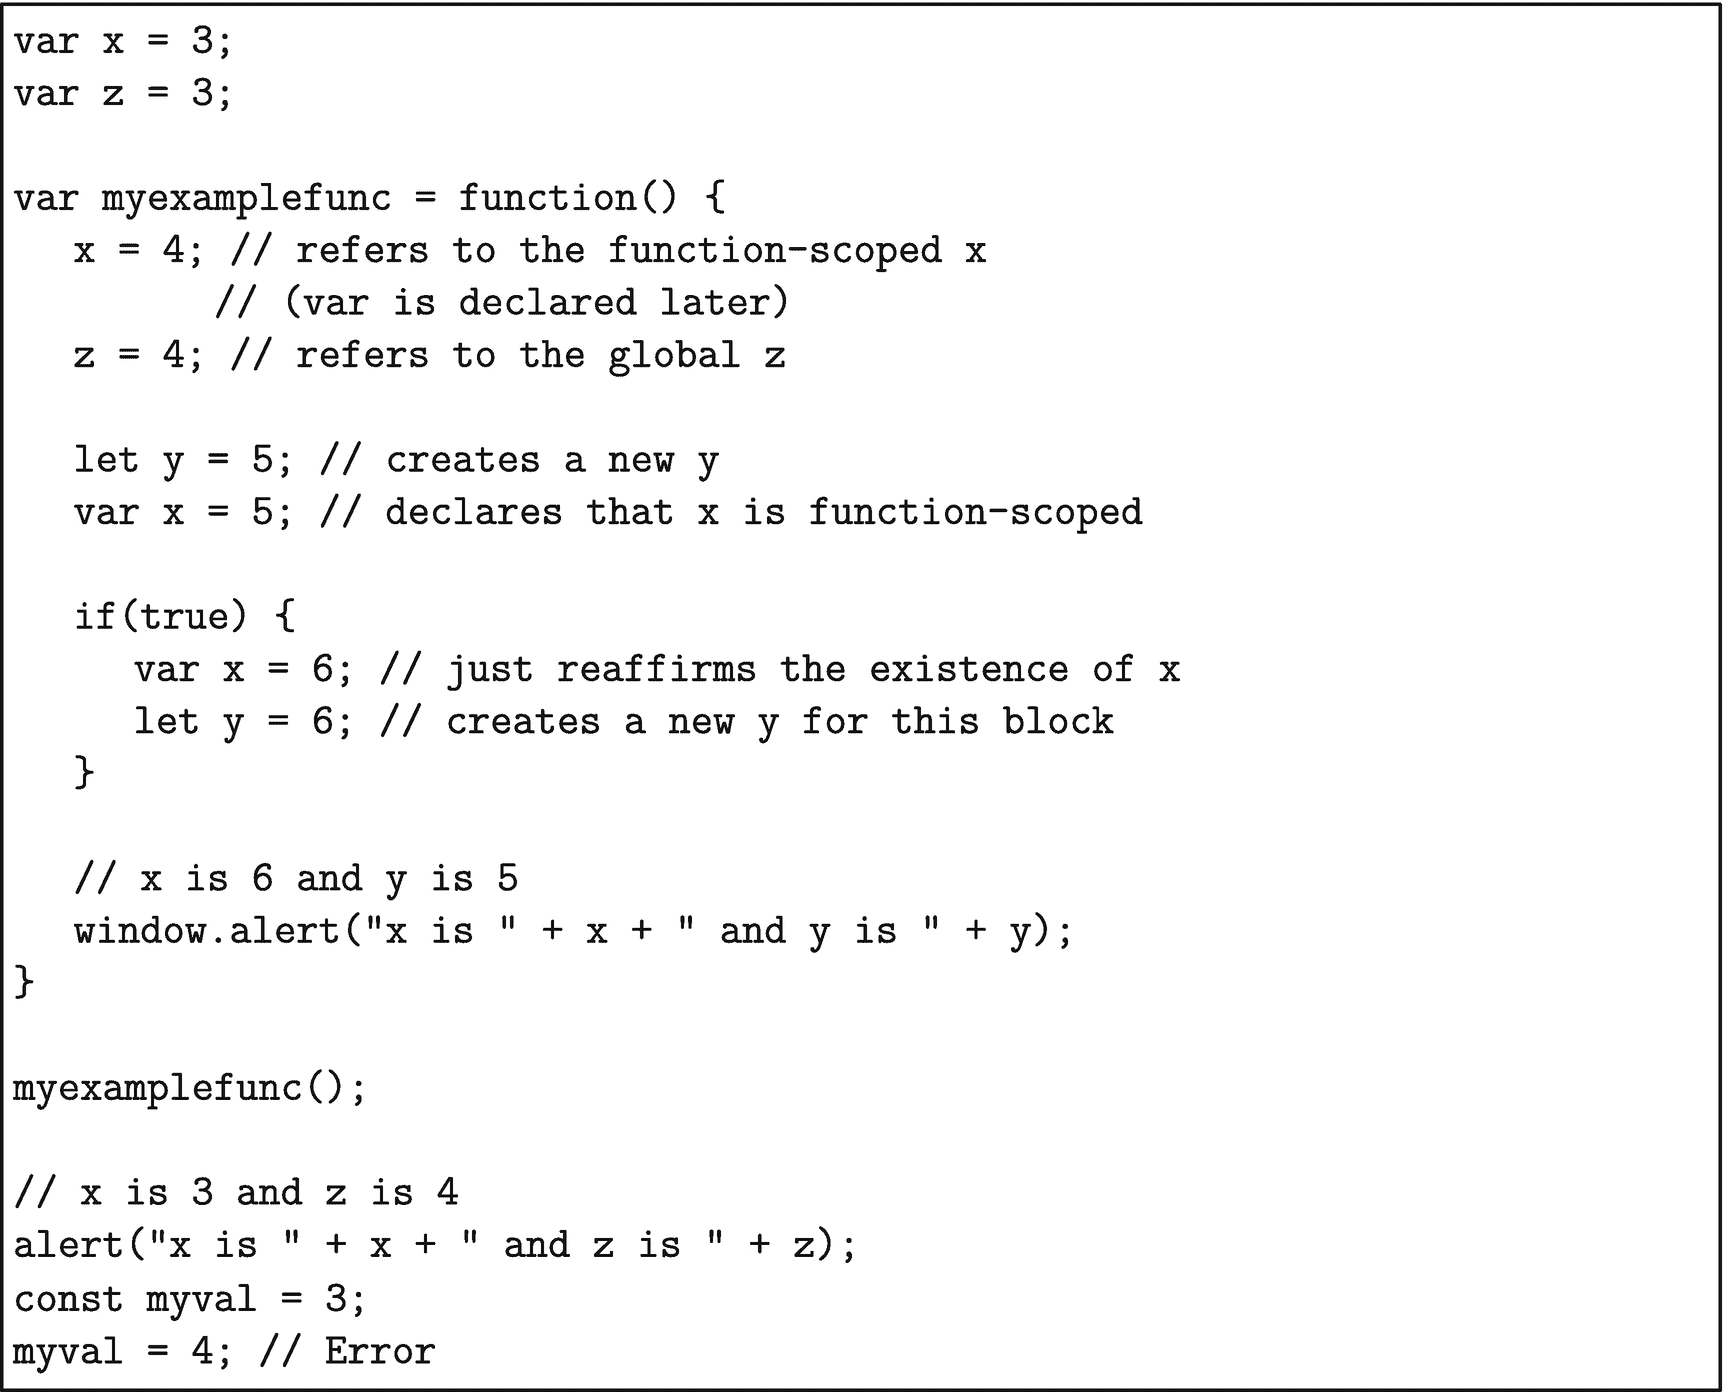 var x = 3;
var z = 3;

var myexamplefunc = function() {
   x = 4; // refers to the function-scoped x
          // (var is declared later)
   z = 4; // refers to the global z

   let y = 5; // creates a new y
   var x = 5; // declares that x is function-scoped

   if(true) {
      var x = 6; // just reaffirms the existence of x
      let y = 6; // creates a new y for this block
   }

   // x is 6 and y is 5
   window.alert("x is " + x + " and y is " + y);
}

myexamplefunc();

// x is 3 and z is 4
alert("x is " + x + " and z is " + z);
const myval = 3;
myval = 4; // Error